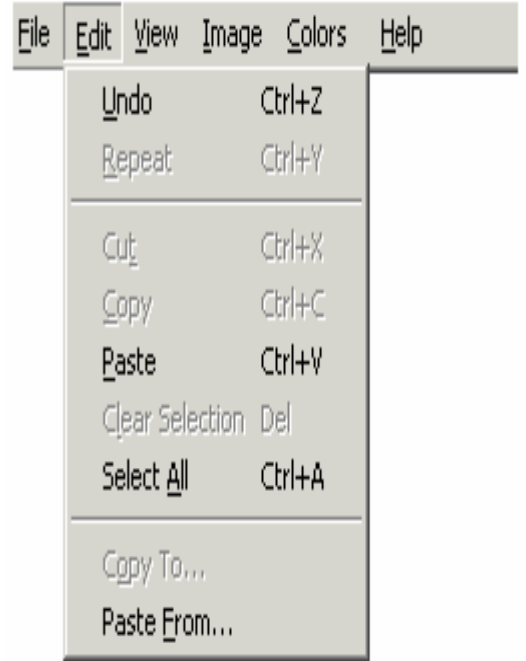 File Edit View Image Colors Help
Undo Ctrl+Z
Repeat Ctrl+Y
Cut Ctrl+X
Copy Ctrl+C
Paste Ctrl+V
Clear Selection Del
Select All Ctrl+A
Copy To...
Paste From...